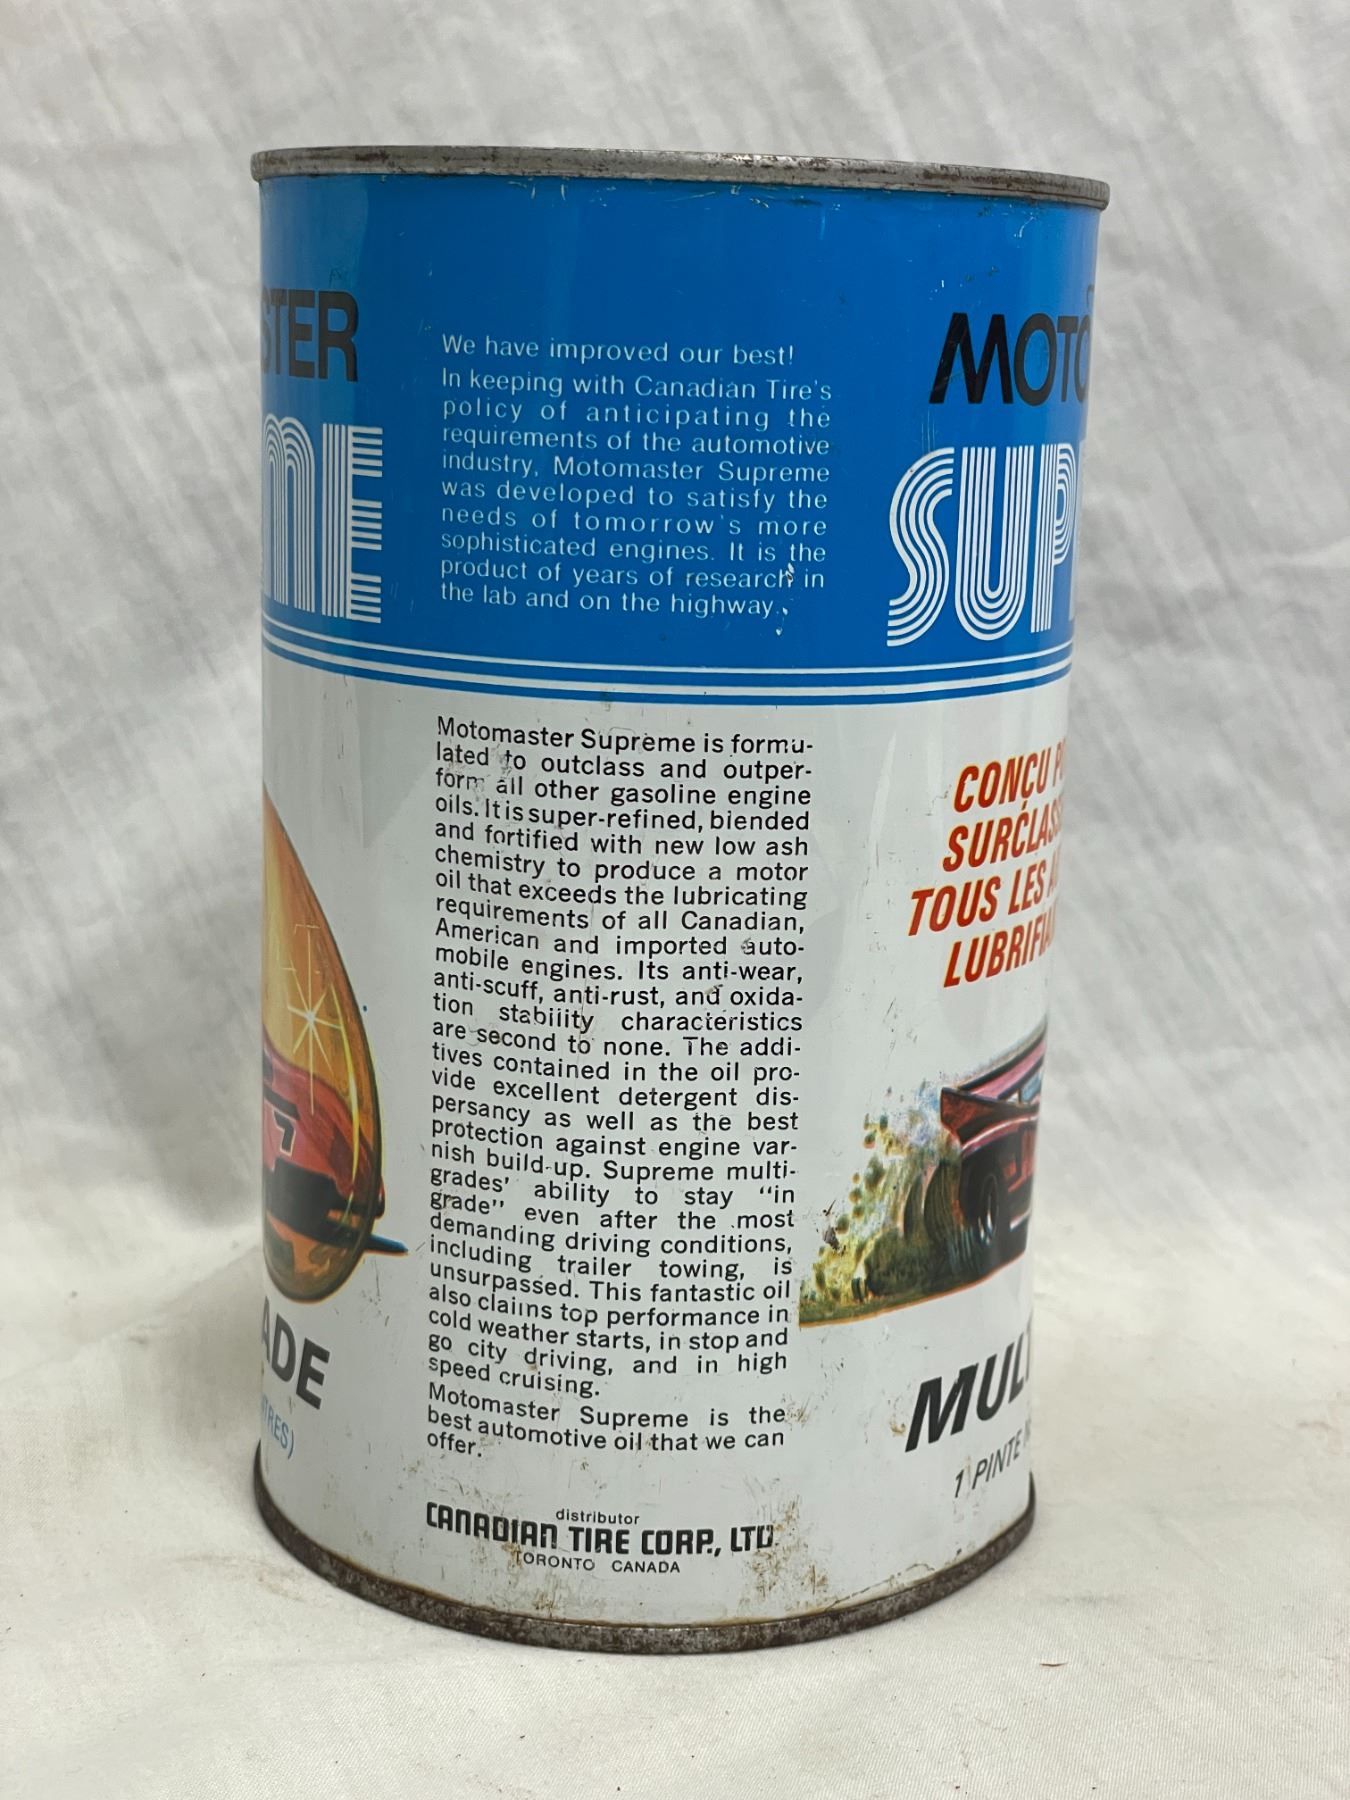 STER
We have improved our best!
In keeping with Canadian Tire's
policy of anticipating the
requirements of the automotive
industry, Motomaster Supreme
was developed to satisfy the
needs of tomorrow's more
sophisticated engines. It is the
product of years of research in
the lab and on the highway.
Motomaster Supreme is formu-
lated to outclass and outper-
form all other gasoline engine
oils. It is super-refined, blended
and fortified with new low ash
chemistry to produce a motor
oil that exceeds the lubricating
requirements of all Canadian,
American and imported auto-
mobile engines. Its anti-wear,
anti-scuff, anti-rust, and oxida-
tion stability characteristics
are second to none. The addi-
tives contained in the oil pro-
vide excellent detergent dis-
persancy as well as the best
protection against engine var-
nish build-up. Supreme multi-
grades' ability to stay "in
grade" even after the most
demanding driving conditions,
including trailer towing, is
unsurpassed. This fantastic oil
also claims top performance in
cold weather starts, in stop and
go city driving, and in high
speed cruising.
Motomaster Supreme is the
best automotive oil that we can
offer.
distributor
CANADIAN TIRE CORP., LTD
TORONTO CANADA
7
ADE
TRES)
MOTO
SUP
CONÇU
SURCLAS
TOUS LES
LUBRIFIA
MUL
1 PINTE